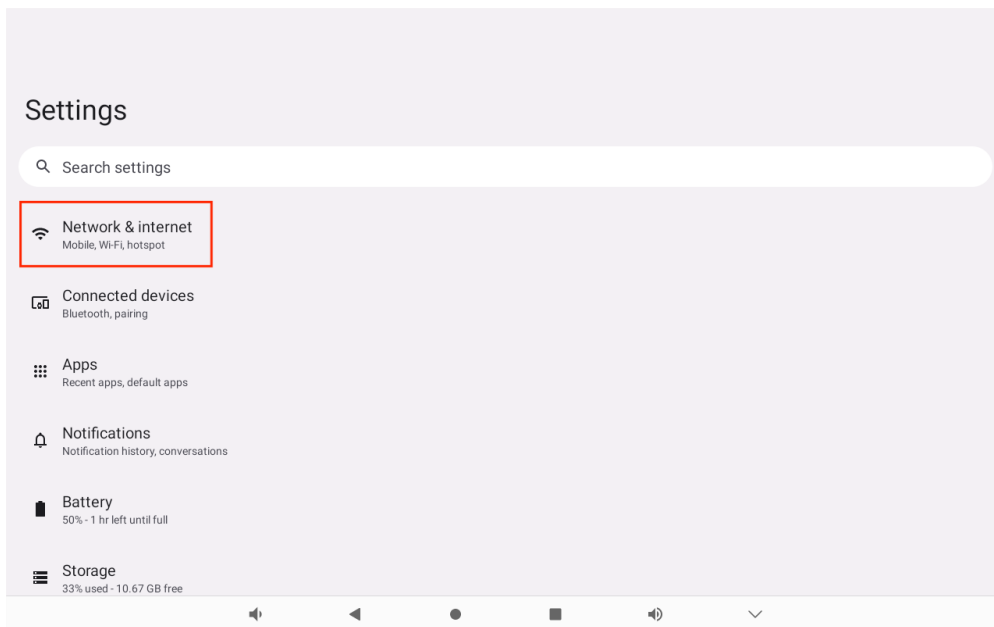 Settings
Search settings
Network & internet
Mobile, Wi-Fi, hotspot
Connected devices
Bluetooth, pairing
Apps
Recent apps, default apps
Notifications
Notification history, conversations
Battery
50% - 1 hr left until full
Storage
33% used - 10.67 GB free